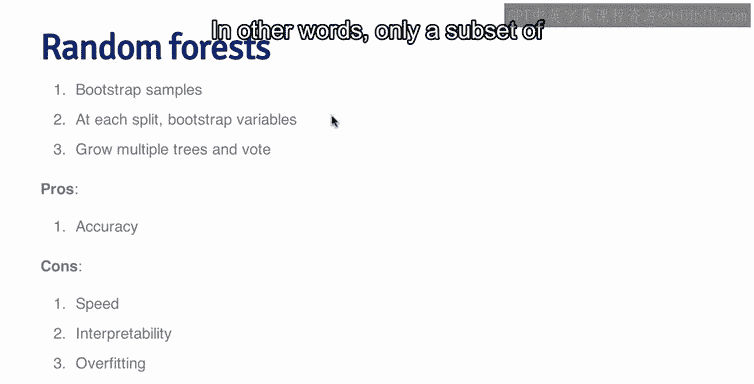 In other words, only a subset of
Random forests
1. Bootstrap samples
2. At each split, bootstrap variables
3. Grow multiple trees and vote
Pros:
1. Accuracy
Cons:
1. Speed
2. Interpretability
3. Overfitting